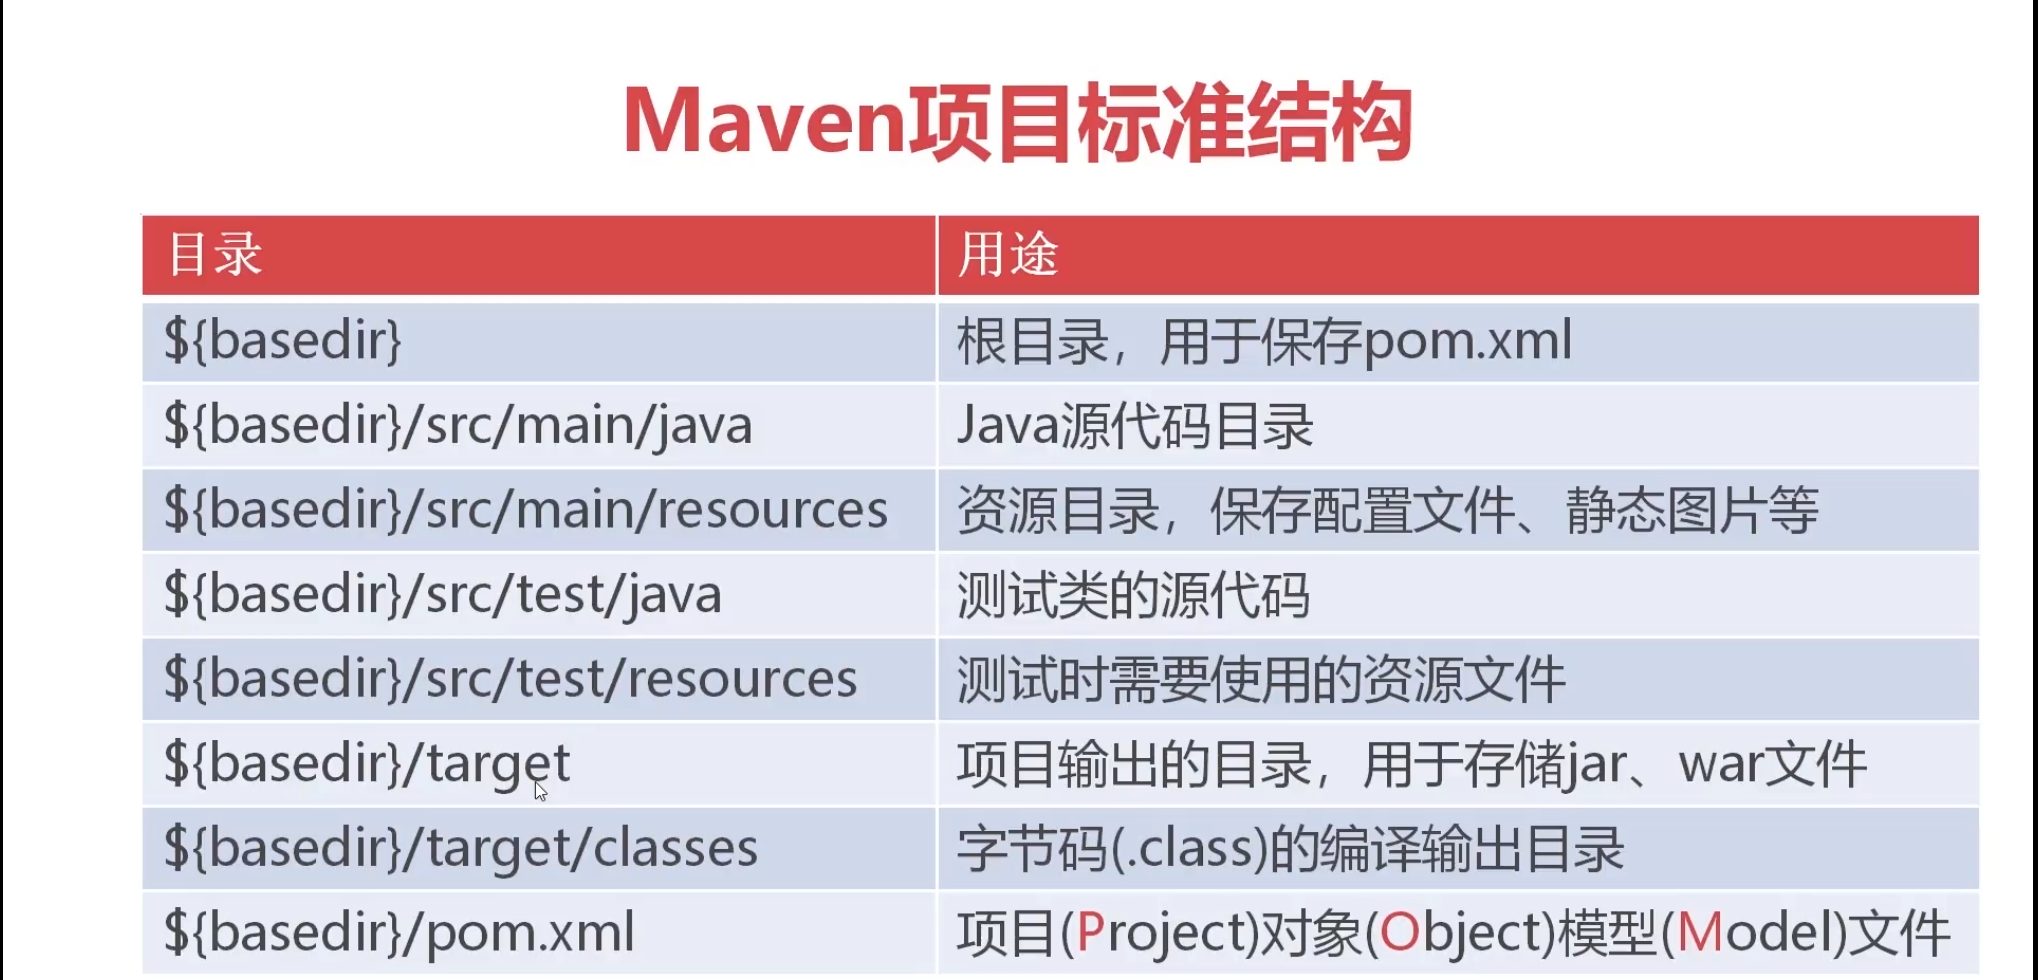 Maven项目标准结构
目录 用途
${basedir} 根目录，用于保存pom.xml
${basedir}/src/main/java Java源代码目录
${basedir}/src/main/resources 资源目录，保存配置文件、静态图片等
${basedir}/src/test/java 测试类的源代码
${basedir}/src/test/resources 测试时需要使用的资源文件
${basedir}/target 项目输出的目录，用于存储jar、war文件
${basedir}/target/classes 字节码(.class)的编译输出目录
${basedir}/pom.xml 项目(Project)对象(Object)模型(Model)文件